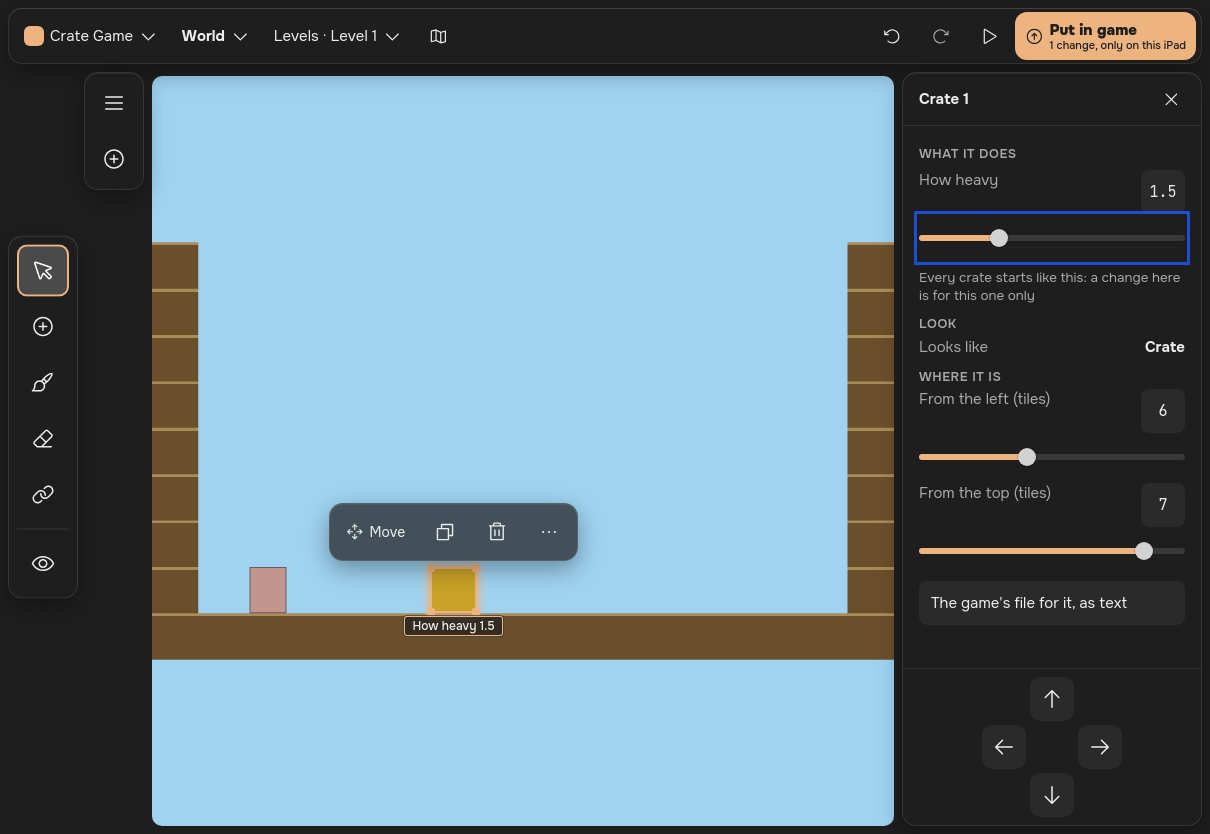 Crate Game
World
Levels · Level 1
Put in game
1 change, only on this iPad
Crate 1
WHAT IT DOES
How heavy
1.5
Every crate starts like this: a change here
is for this one only
LOOK
Looks like
Crate
WHERE IT IS
From the left (tiles)
6
From the top (tiles)
7
The game's file for it, as text
Move
How heavy 1.5